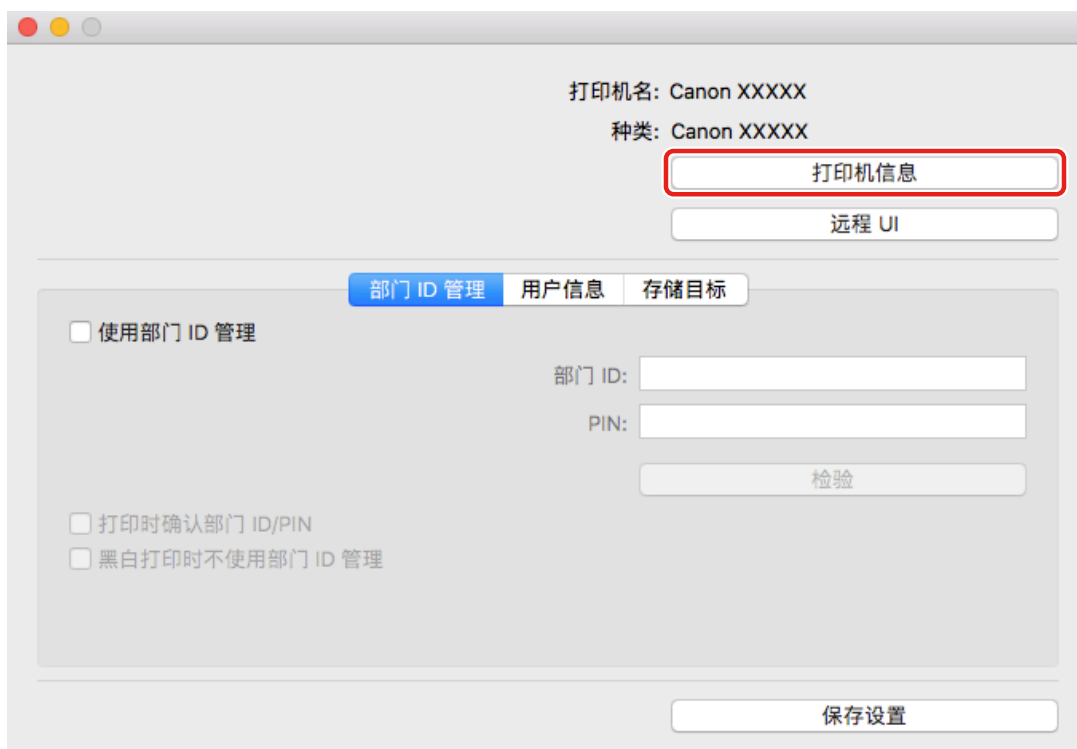 打印机名: Canon XXXXX
种类: Canon XXXXX
打印机信息
远程 UI
部门 ID 管理 用户信息 存储目标
使用部门 ID 管理
部门 ID:
PIN:
检验
打印时确认部门 ID/PIN
黑白打印时不使用部门 ID 管理
保存设置